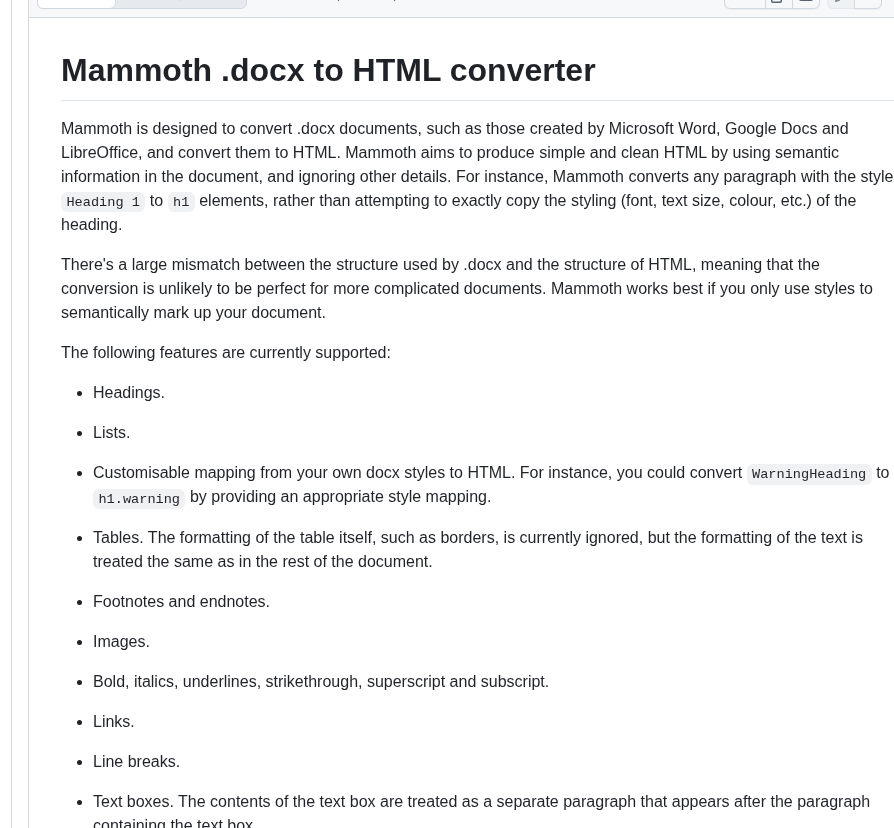 Mammoth .docx to HTML converter
Mammoth is designed to convert .docx documents, such as those created by Microsoft Word, Google Docs and
LibreOffice, and convert them to HTML. Mammoth aims to produce simple and clean HTML by using semantic
information in the document, and ignoring other details. For instance, Mammoth converts any paragraph with the style
Heading 1 to h1 elements, rather than attempting to exactly copy the styling (font, text size, colour, etc.) of the
heading.
There's a large mismatch between the structure used by .docx and the structure of HTML, meaning that the
conversion is unlikely to be perfect for more complicated documents. Mammoth works best if you only use styles to
semantically mark up your document.
The following features are currently supported:
• Headings.
• Lists.
• Customisable mapping from your own docx styles to HTML. For instance, you could convert WarningHeading to
h1.warning by providing an appropriate style mapping.
• Tables. The formatting of the table itself, such as borders, is currently ignored, but the formatting of the text is
treated the same as in the rest of the document.
• Footnotes and endnotes.
• Images.
• Bold, italics, underlines, strikethrough, superscript and subscript.
• Links.
• Line breaks.
• Text boxes. The contents of the text box are treated as a separate paragraph that appears after the paragraph
containing the text box.